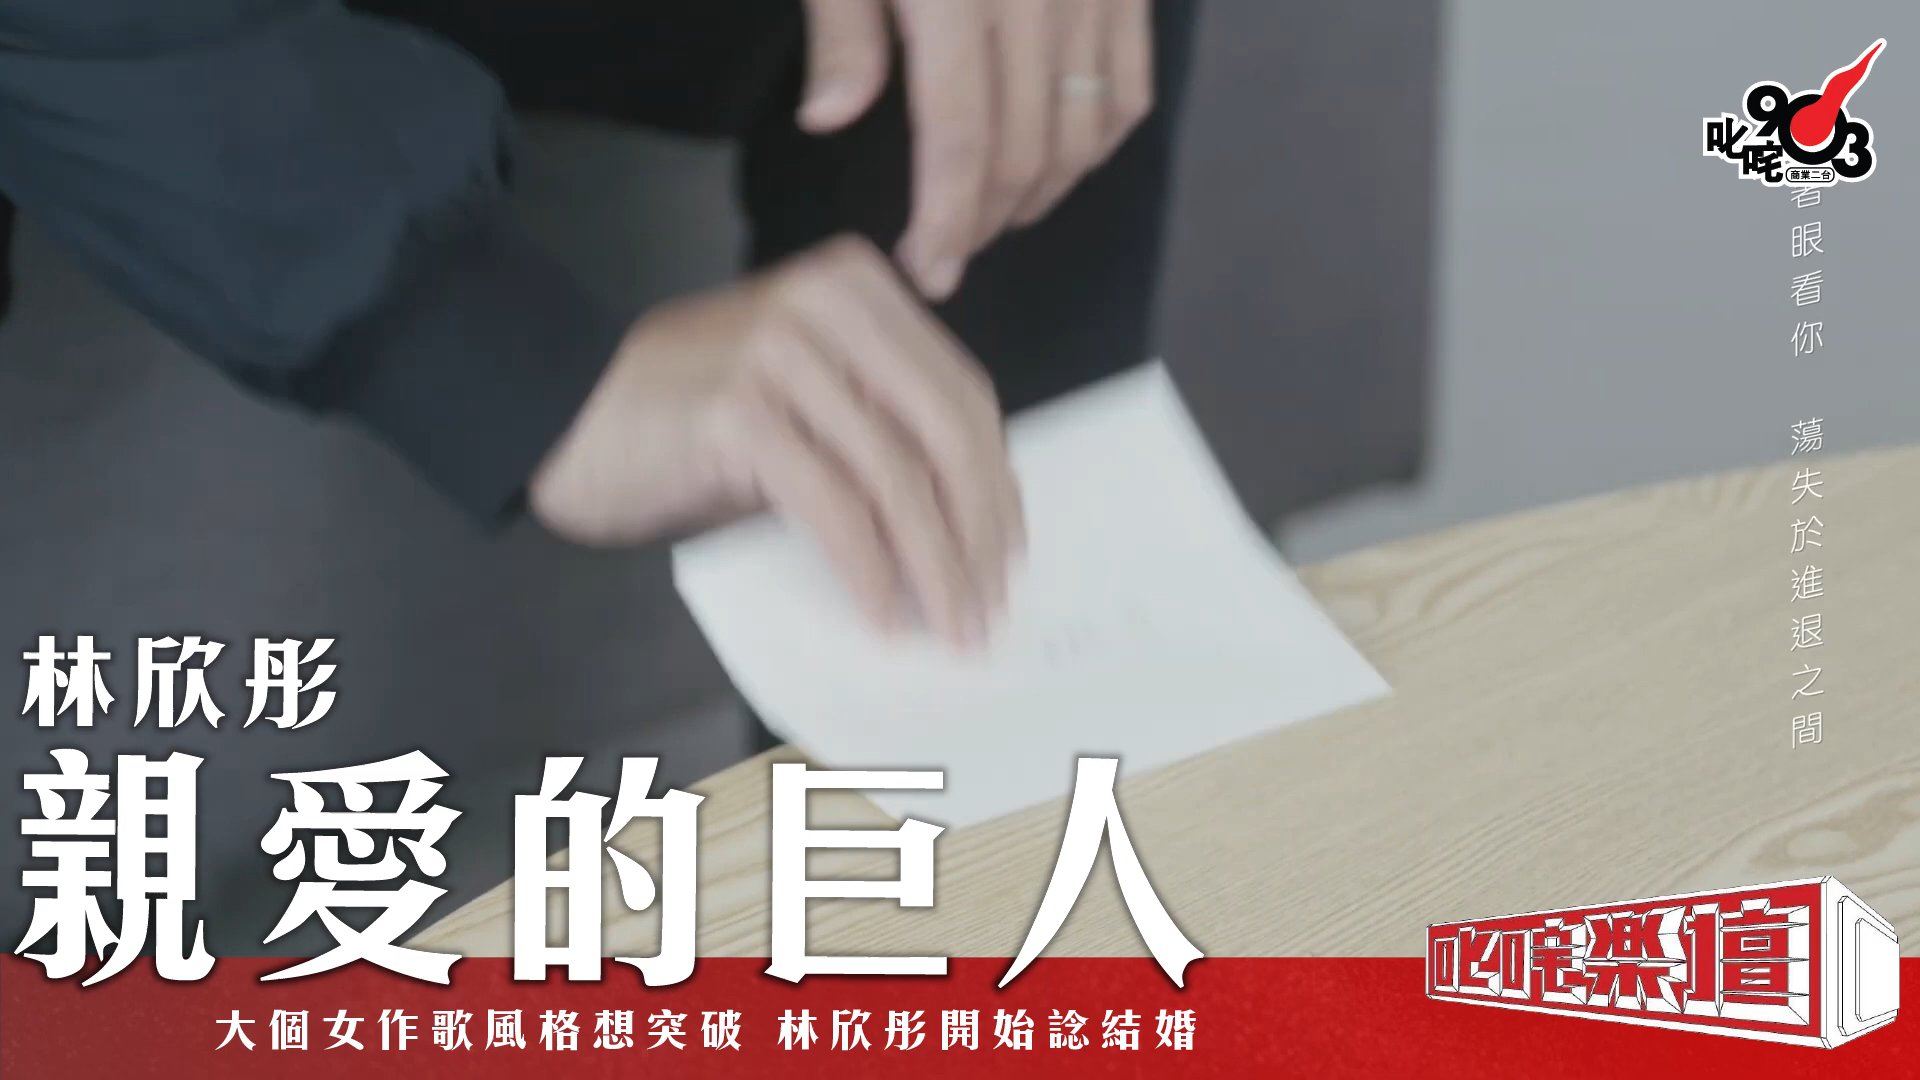 叱咤903
商業二台
著眼看你 蕩失於進退之間
林欣彤
親愛的巨人
大個女作歌風格想突破 林欣彤開始諗結婚
叱咤樂壇